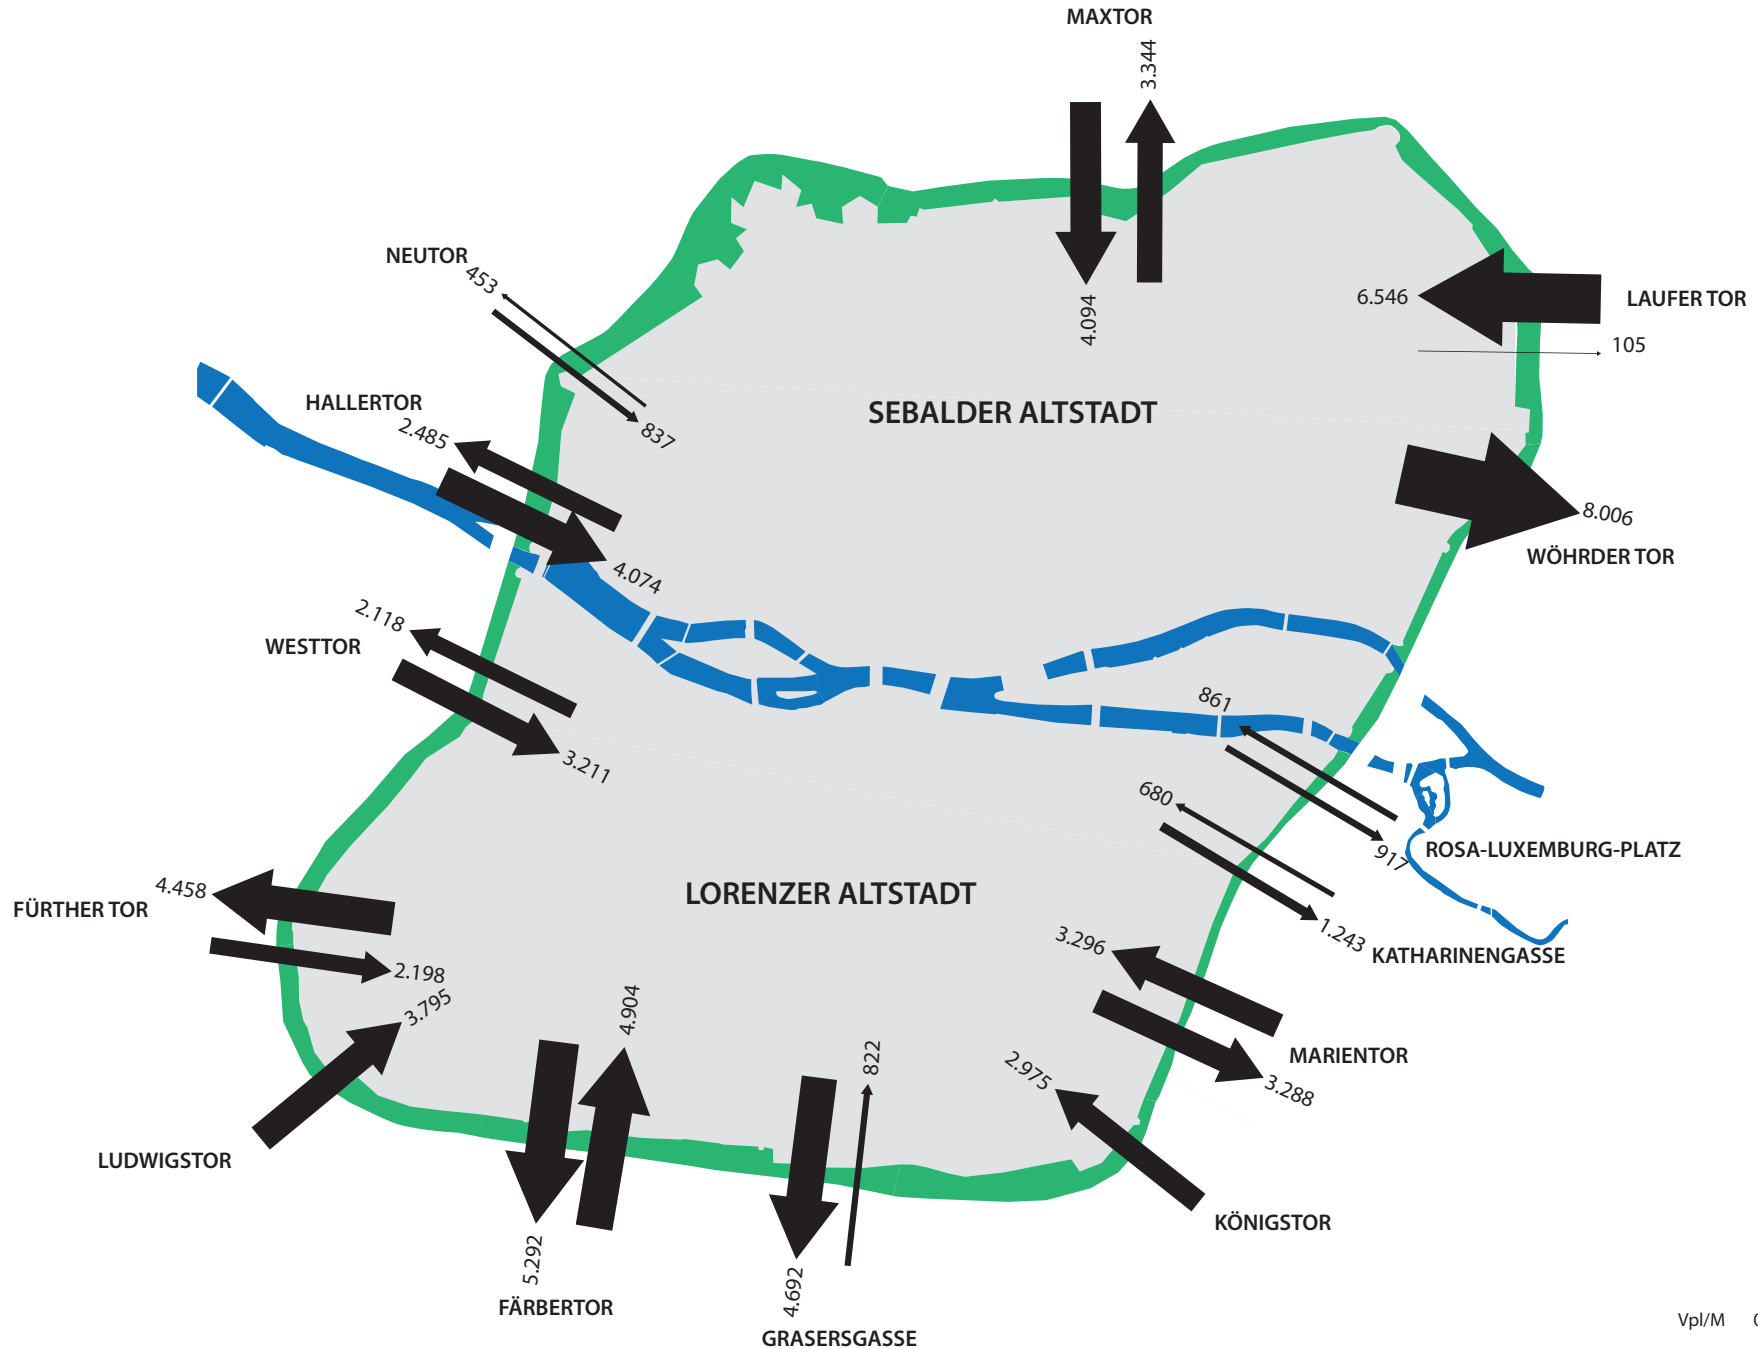 MAXTOR
3.344
4.094
NEUTOR
453
837
6.546
LAUFER TOR
105
HALLERTOR
2.485
4.074
SEBALDER ALTSTADT
8.006
WÖHRDER TOR
2.118
WESTTOR
3.211
861
917
ROSA-LUXEMBURG-PLATZ
680
1.243
KATHARINENGASSE
4.458
FÜRTHER TOR
2.198
LORENZER ALTSTADT
3.296
MARIENTOR
3.288
3.795
LUDWIGSTOR
4.904
5.292
FÄRBERTOR
822
4.692
GRASERSGASSE
2.975
KÖNIGSTOR
Vpl/M